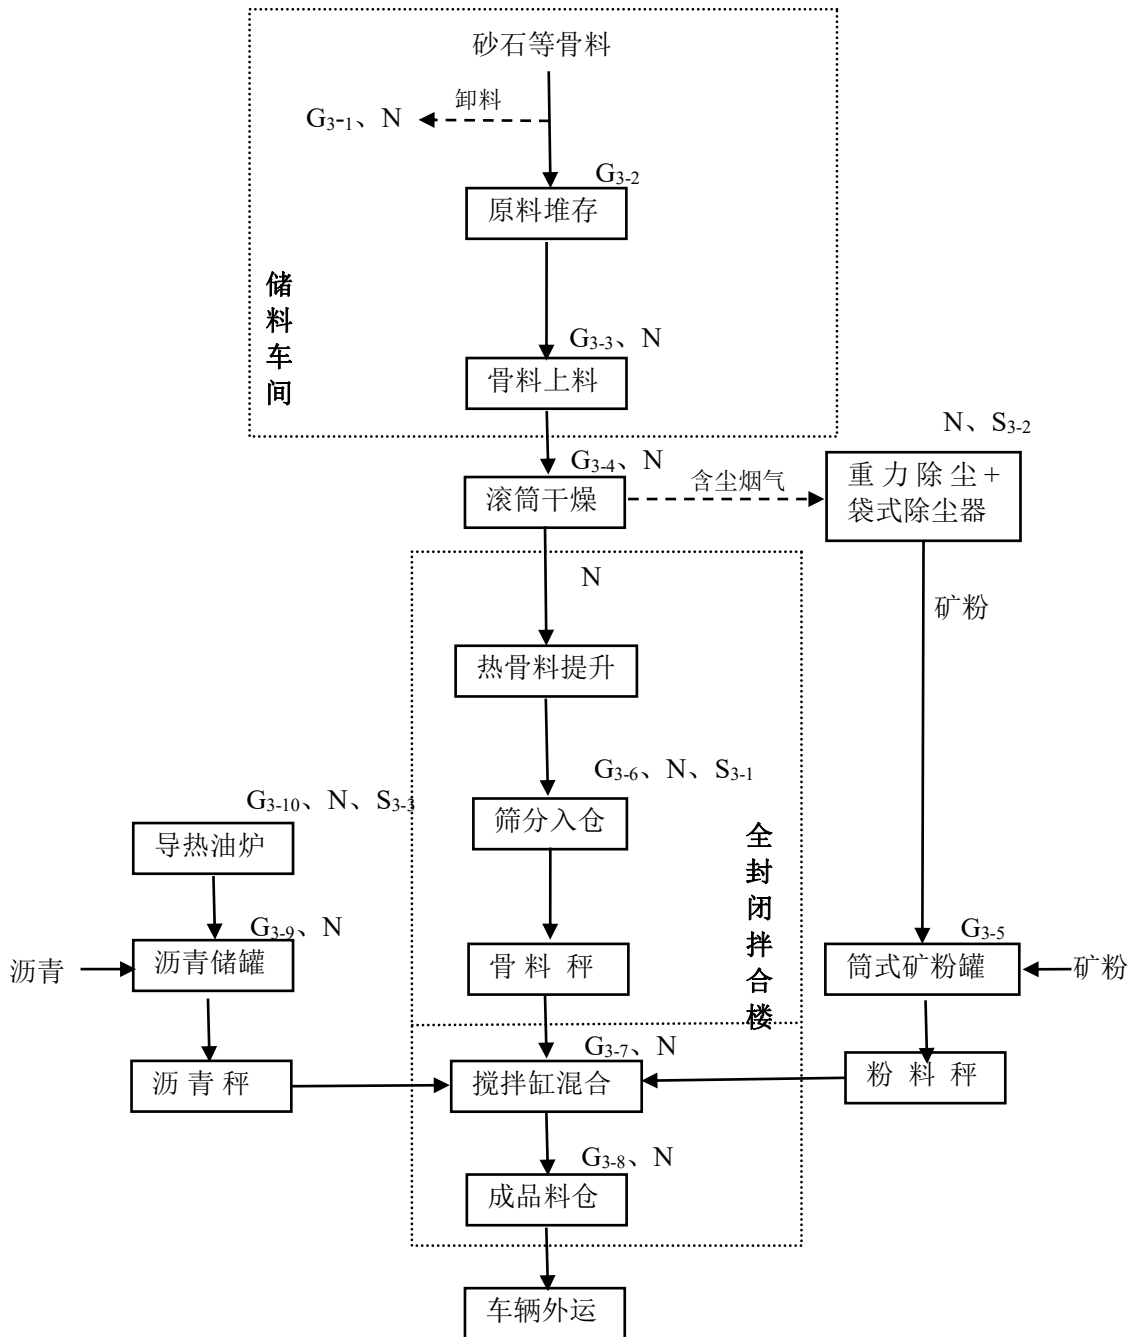 砂石等骨料
卸料
G3-1、N
G3-2
原料堆存
储料车间
G3-3、N
骨料上料
N、S3-2
G3-4、N
滚筒干燥
含尘烟气
重力除尘+
袋式除尘器
N
矿粉
热骨料提升
G3-6、N、S3-1
筛分入仓
G3-10、N、S3-3
导热油炉
全封闭拌合楼
G3-9、N
沥青
沥青储罐
骨料 秤
G3-5
筒式矿粉罐
矿粉
G3-7、N
沥青秤
搅拌缸混合
粉 料 秤
G3-8、N
成品料仓
车辆外运